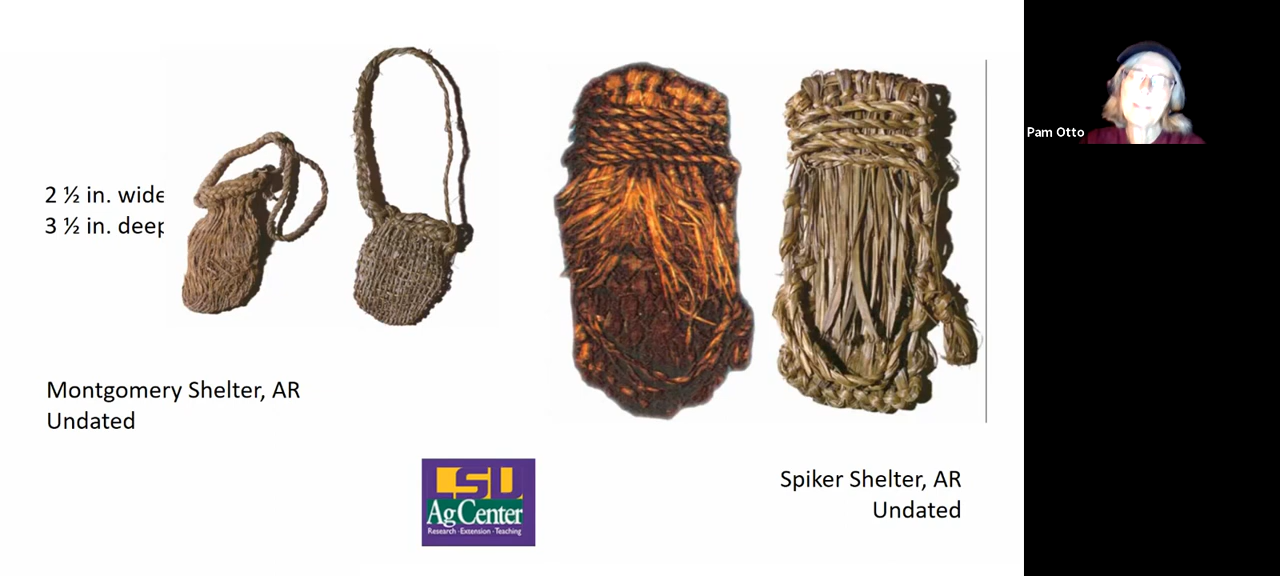 2 ½ in. wide
3 ½ in. deep
Montgomery Shelter, AR
Undated
LSU
AgCenter
Research · Extension · Teaching
Spiker Shelter, AR
Undated
Pam Otto